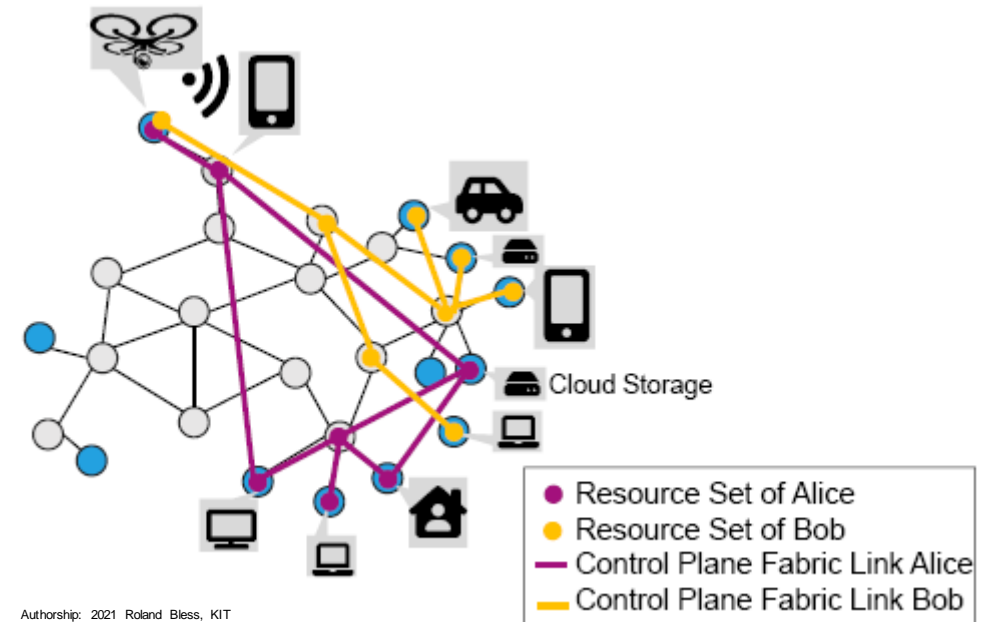 Cloud Storage
Resource Set of Alice
Resource Set of Bob
Control Plane Fabric Link Alice
Control Plane Fabric Link Bob
Authorship: 2021 Roland Bless, KIT